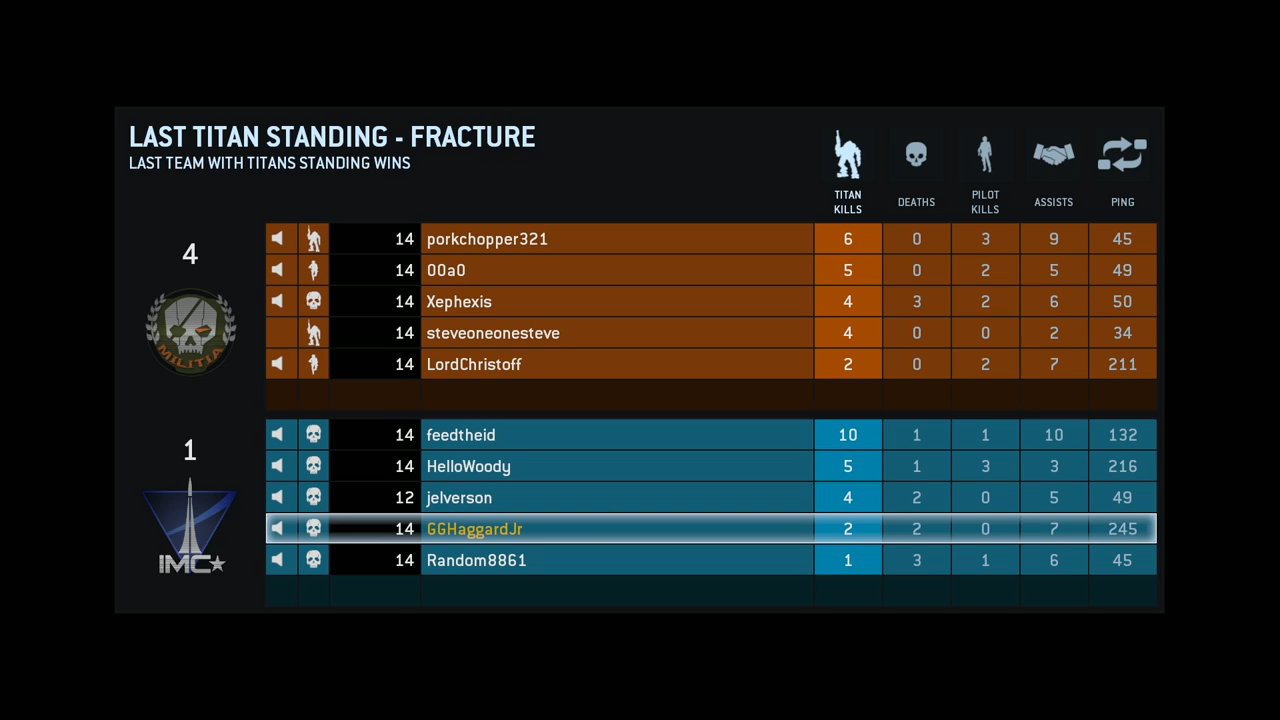 LAST TITAN STANDING - FRACTURE
LAST TEAM WITH TITANS STANDING WINS
TITAN KILLS DEATHS PILOT KILLS ASSISTS PING
4
MILITIA
14 porkchopper321 6 0 3 9 45
14 00a0 5 0 2 5 49
14 Xephexis 4 3 2 6 50
14 steveoneonesteve 4 0 0 2 34
14 LordChristoff 2 0 2 7 211
1
IMC
14 feedtheid 10 1 1 10 132
14 HelloWoody 5 1 3 3 216
12 jelverson 4 2 0 5 49
14 GGHaggardJr 2 2 0 7 245
14 Random8861 1 3 1 6 45